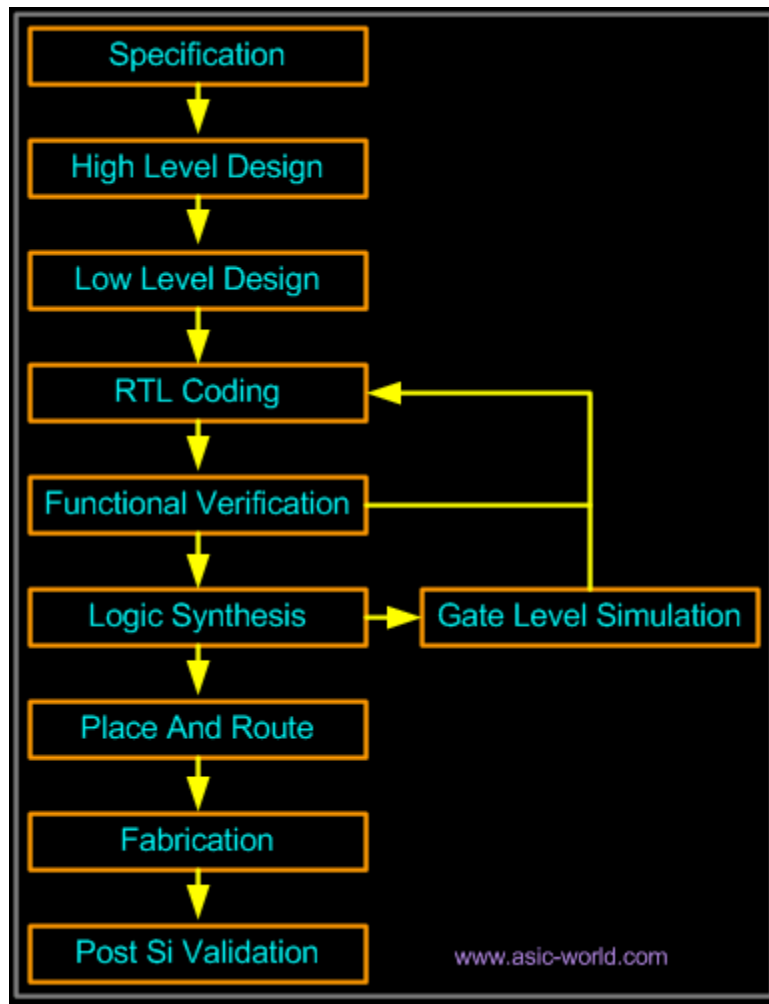 Specification
High Level Design
Low Level Design
RTL Coding
Functional Verification
Logic Synthesis
Gate Level Simulation
Place And Route
Fabrication
Post Si Validation
www.asic-world.com